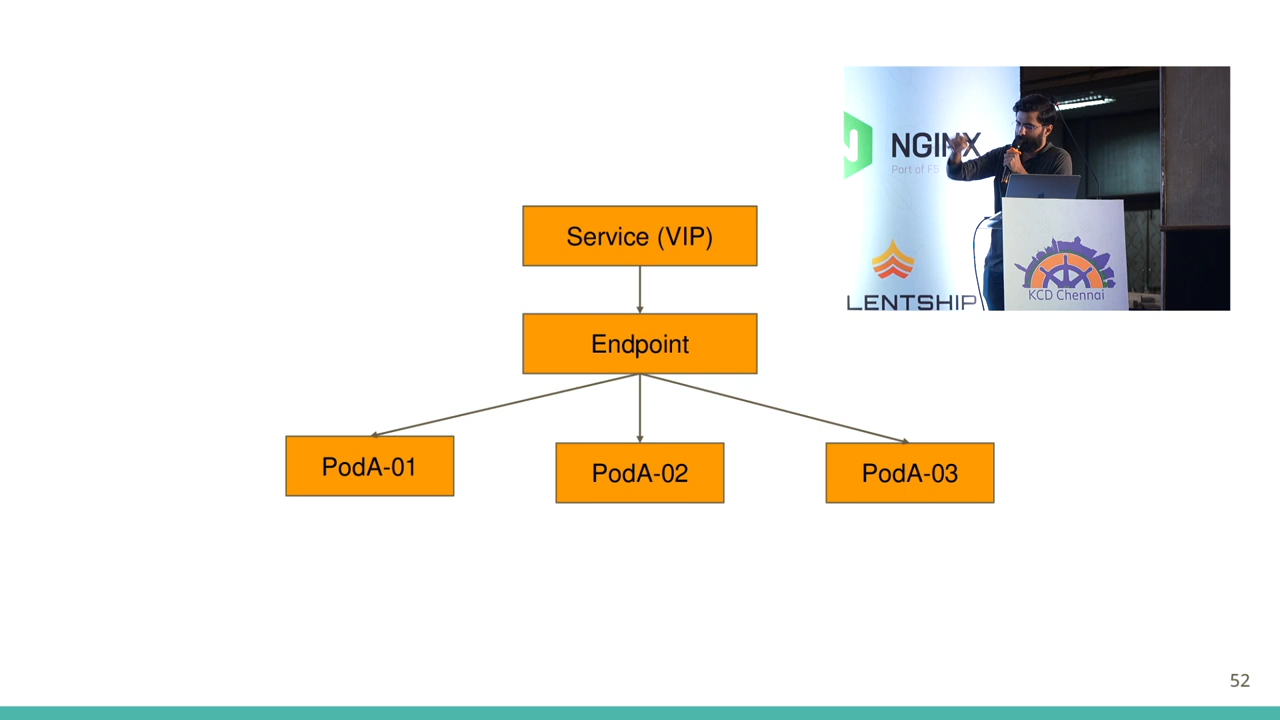 NGINX
Part of F5
LENTSHIP
KCD Chennai
Service (VIP)
Endpoint
PodA-01
PodA-02
PodA-03
52